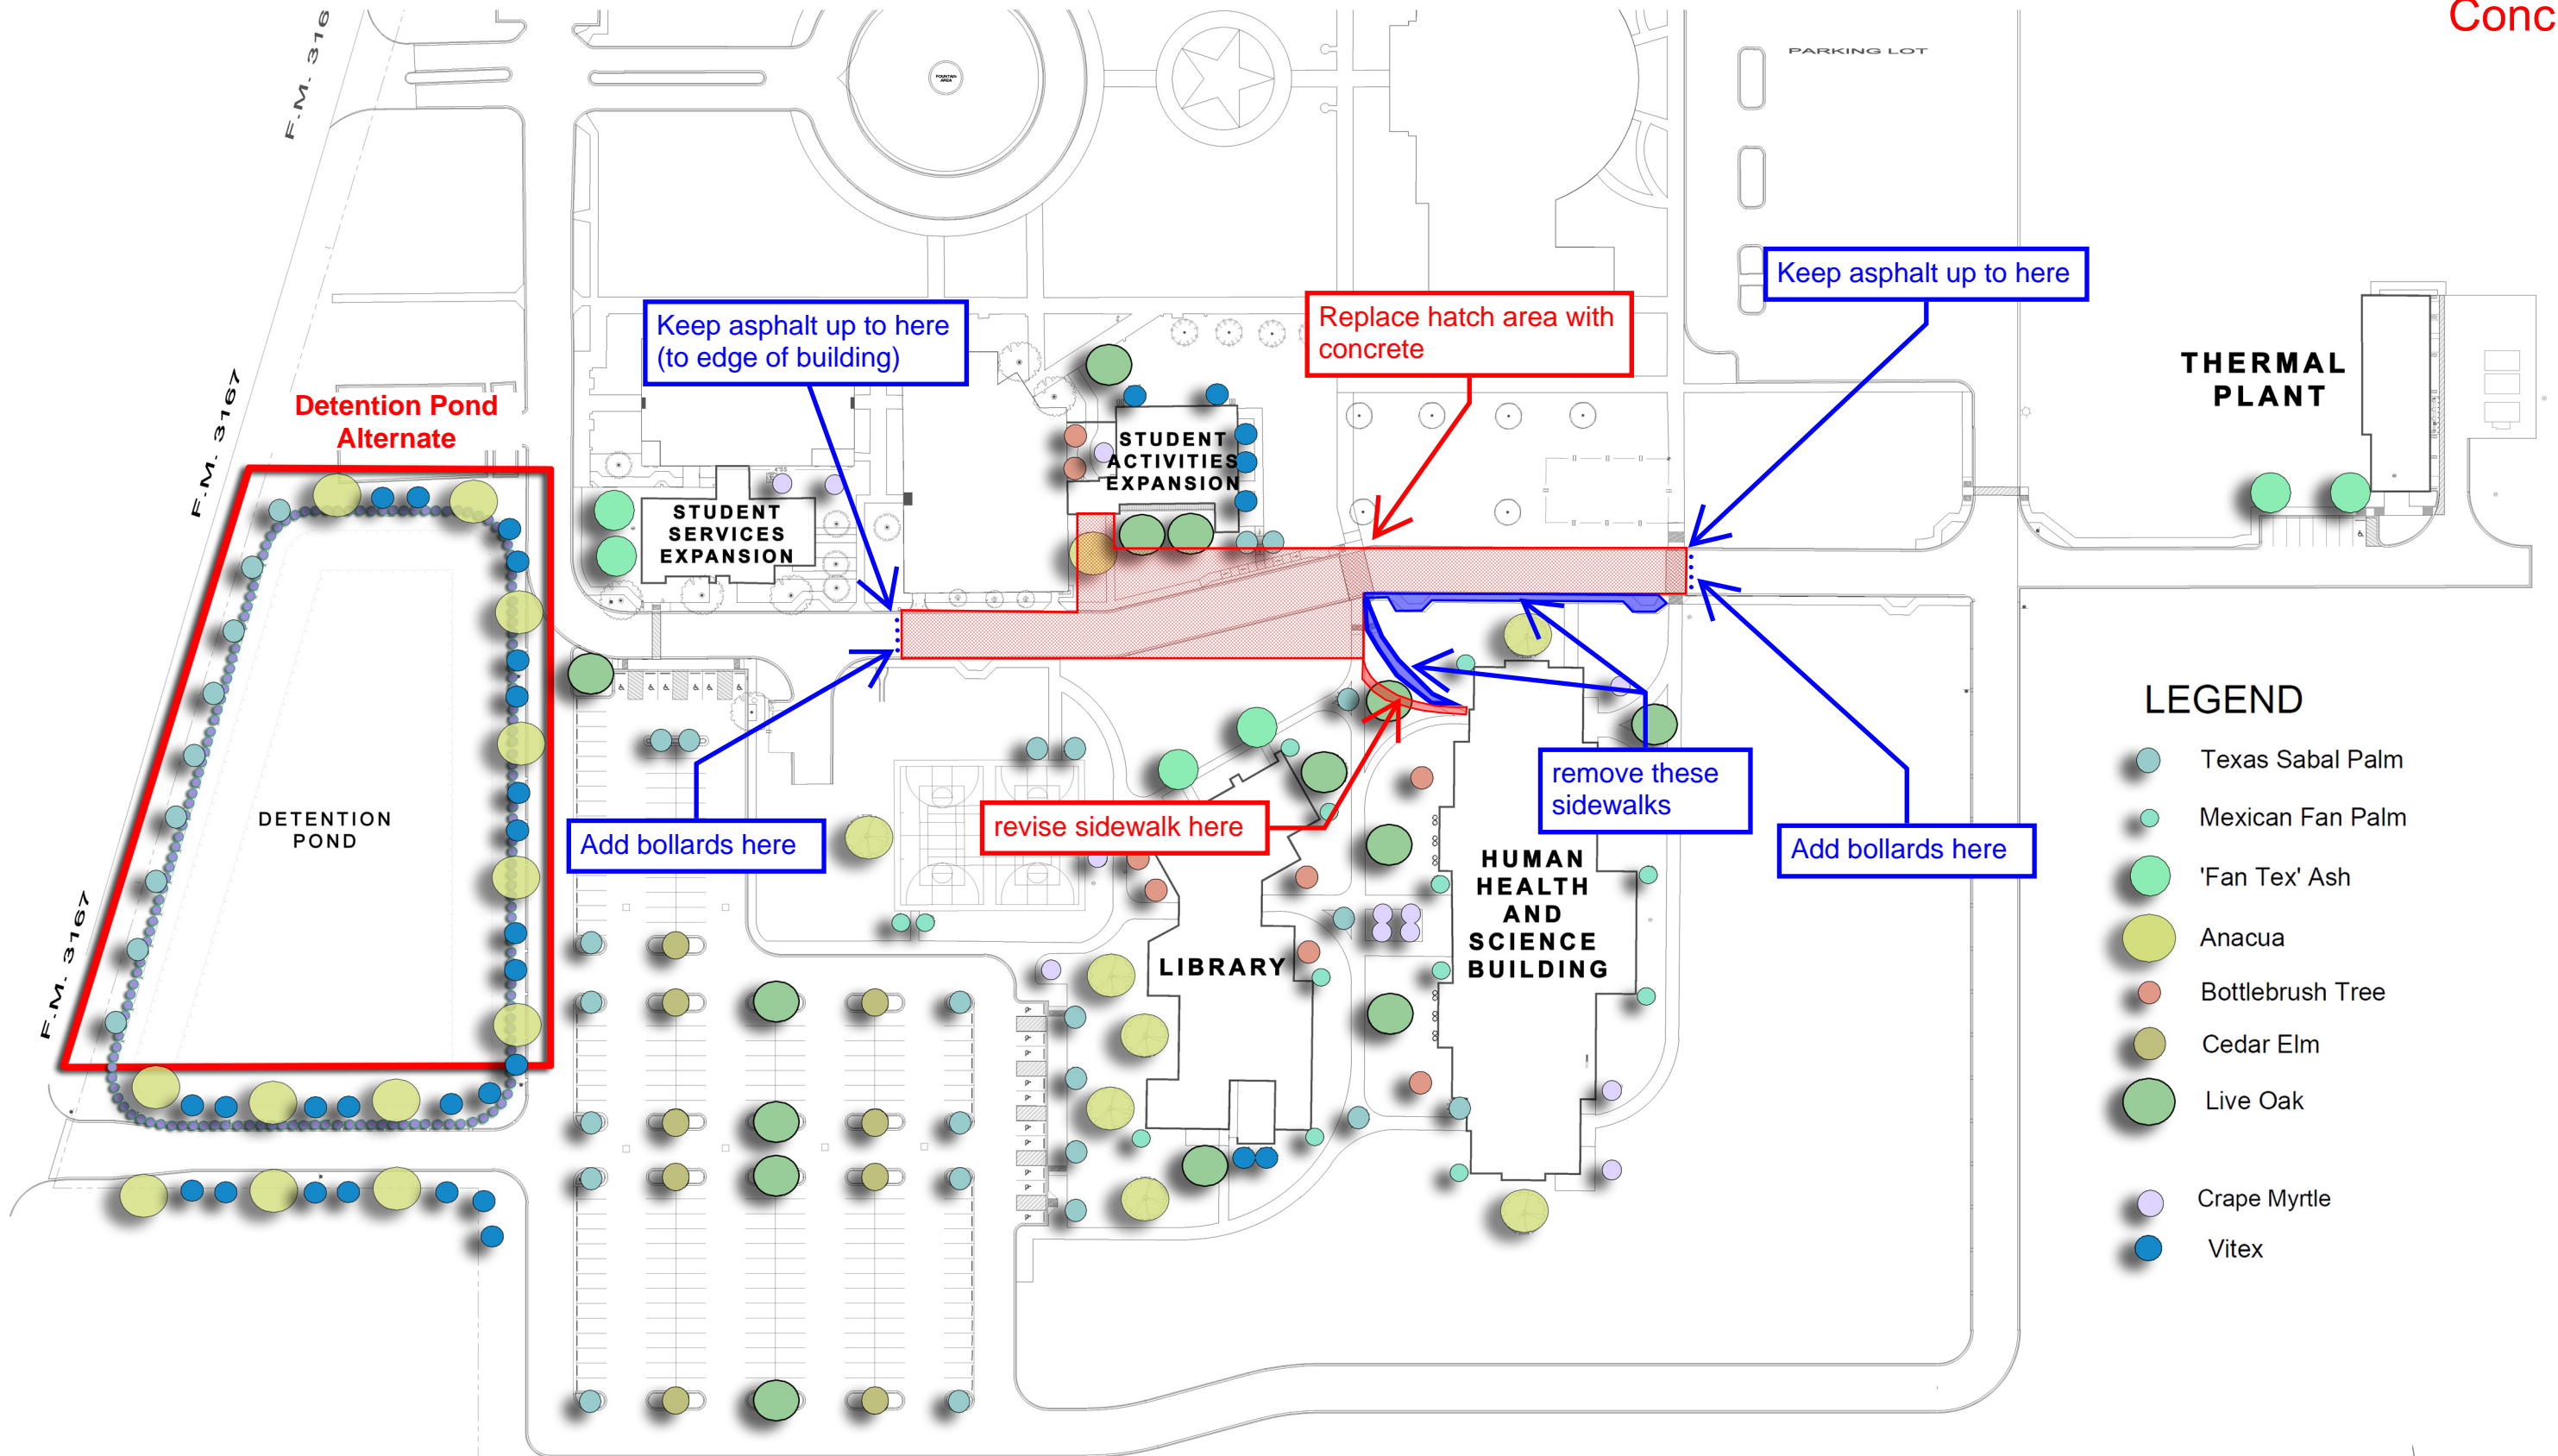 Conc
F.M. 316
FOUNTAIN
AREA
PARKING LOT
Keep asphalt up to here
Keep asphalt up to here
(to edge of building)
Replace hatch area with
concrete
THERMAL
PLANT
F.M. 3167
Detention Pond
Alternate
STUDENT
ACTIVITIES
EXPANSION
STUDENT
SERVICES
EXPANSION
LEGEND
Texas Sabal Palm
Mexican Fan Palm
'Fan Tex' Ash
Anacua
Bottlebrush Tree
Cedar Elm
Live Oak
Crape Myrtle
Vitex
remove these
sidewalks
revise sidewalk here
Add bollards here
Add bollards here
DETENTION
POND
HUMAN
HEALTH
AND
SCIENCE
BUILDING
LIBRARY
F.M. 3167